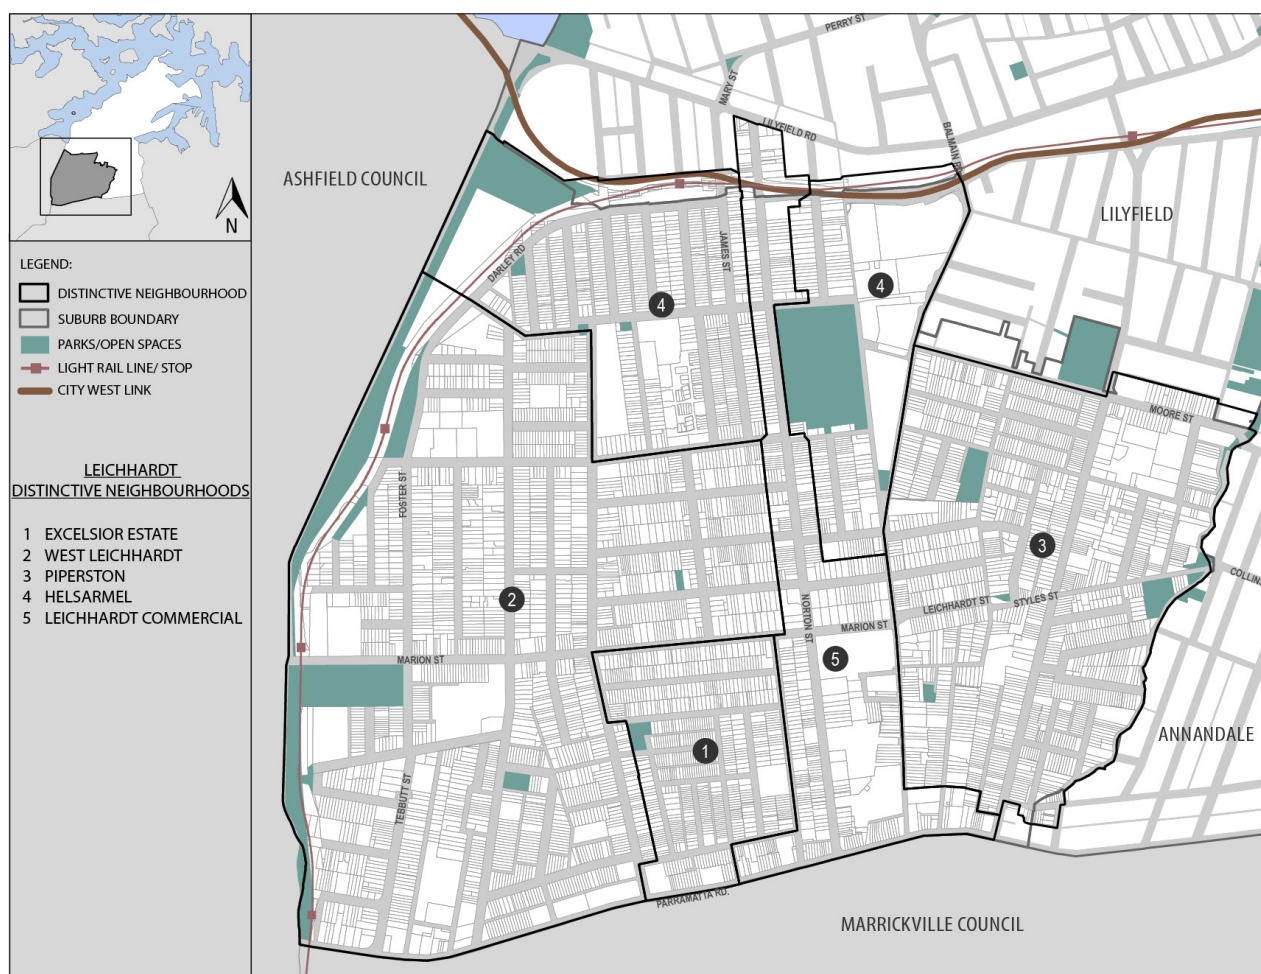 N
LEGEND:
DISTINCTIVE NEIGHBOURHOOD
SUBURB BOUNDARY
PARKS/OPEN SPACES
LIGHT RAIL LINE/ STOP
CITY WEST LINK
LEICHHARDT
DISTINCTIVE NEIGHBOURHOODS
1 EXCELSIOR ESTATE
2 WEST LEICHHARDT
3 PIPERSTON
4 HELSARMEL
5 LEICHHARDT COMMERCIAL
PERRY ST
MARY ST
LILYFIELD RD
BALMAIN RD
ASHFIELD COUNCIL
LILYFIELD
DARLEY RD
JAMES ST
4
4
MOORE ST
FOSTER ST
3
COLLINS
2
NORTON ST
LEICHHARDT ST
STYLES ST
MARION ST
MARION ST
5
1
ANNANDALE
TEBBUTT ST
PARRAMATTA RD.
MARRICKVILLE COUNCIL